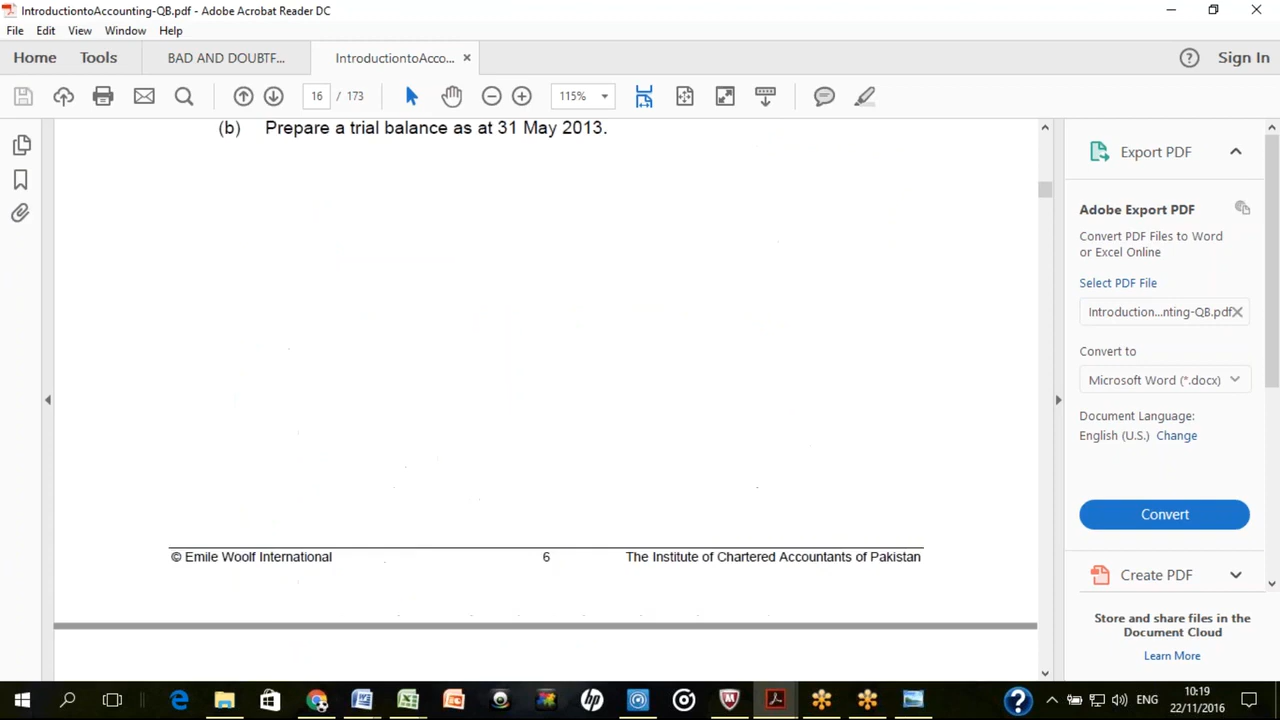 IntroductiontoAccounting-QB.pdf - Adobe Acrobat Reader DC
File Edit View Window Help
Home Tools BAD AND DOUBTF... IntroductiontoAcco... × ? Sign In
16 / 173 115%
(b) Prepare a trial balance as at 31 May 2013.
© Emile Woolf International 6 The Institute of Chartered Accountants of Pakistan
Export PDF
Adobe Export PDF
Convert PDF Files to Word
or Excel Online
Select PDF File
Introduction...nting-QB.pdf
Convert to
Microsoft Word (*.docx)
Document Language:
English (U.S.) Change
Convert
Create PDF
Store and share files in the
Document Cloud
Learn More
ENG
10:19
22/11/2016